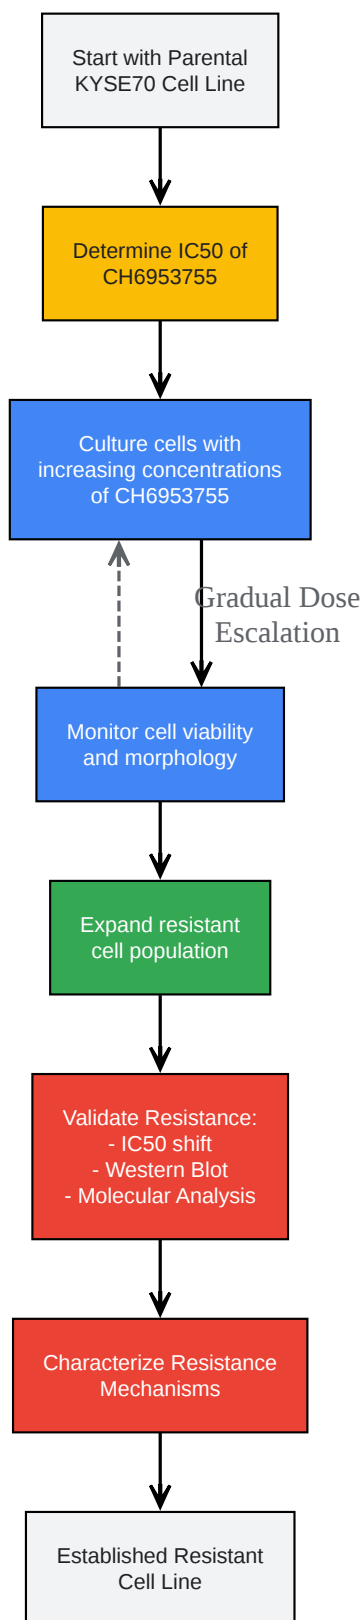 Start with Parental
KYSE70 Cell Line
Determine IC50 of
CH6953755
Culture cells with
increasing concentrations
of CH6953755
Gradual Dose
Escalation
Monitor cell viability
and morphology
Expand resistant
cell population
Validate Resistance:
- IC50 shift
- Western Blot
- Molecular Analysis
Characterize Resistance
Mechanisms
Established Resistant
Cell Line